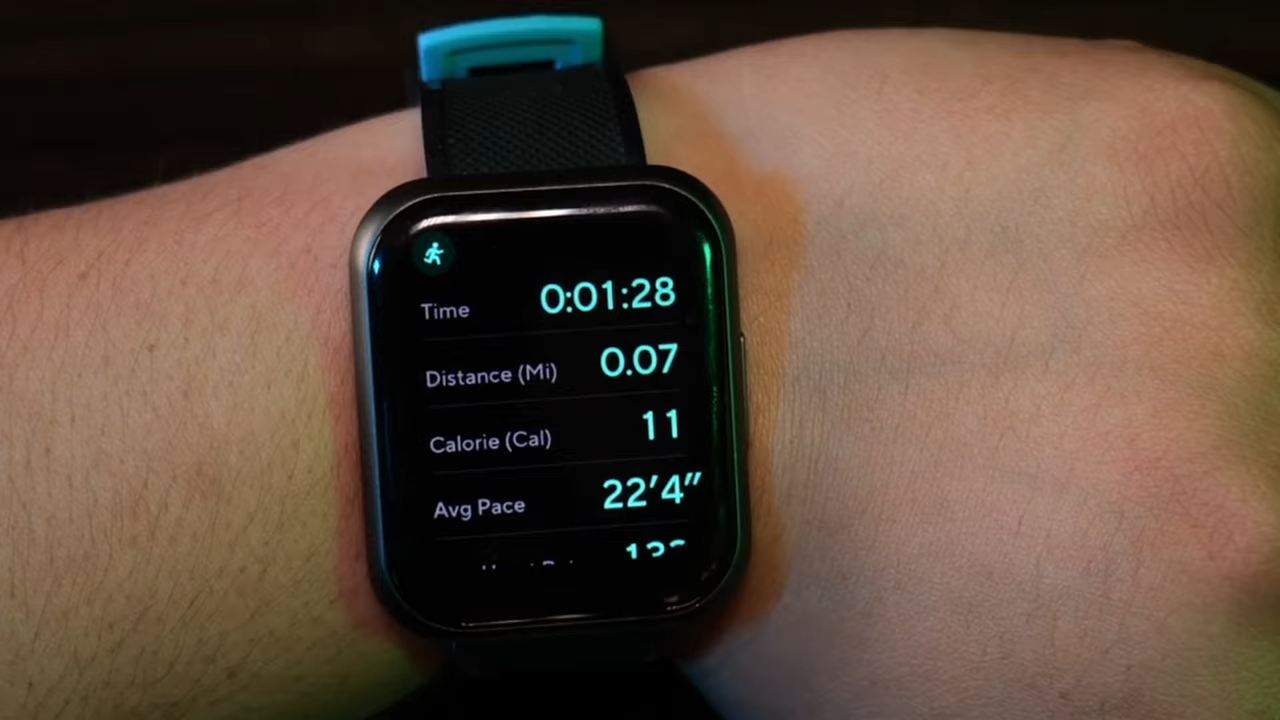 Time 0:01:28
Distance (Mi) 0.07
Calorie (Cal) 11
Avg Pace 22′4″